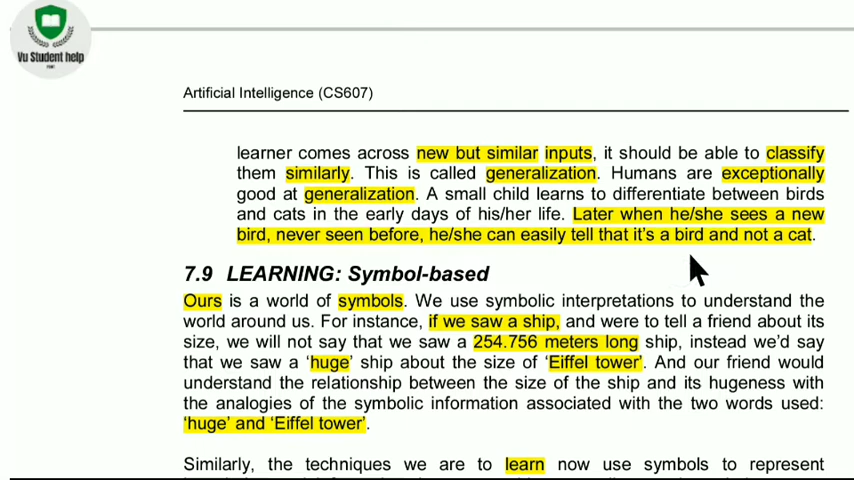 Vu Student help
Artificial Intelligence (CS607)
learner comes across new but similar inputs, it should be able to classify
them similarly. This is called generalization. Humans are exceptionally
good at generalization. A small child learns to differentiate between birds
and cats in the early days of his/her life. Later when he/she sees a new
bird, never seen before, he/she can easily tell that it's a bird and not a cat.
7.9 LEARNING: Symbol-based
Ours is a world of symbols. We use symbolic interpretations to understand the
world around us. For instance, if we saw a ship, and were to tell a friend about its
size, we will not say that we saw a 254.756 meters long ship, instead we'd say
that we saw a 'huge' ship about the size of 'Eiffel tower'. And our friend would
understand the relationship between the size of the ship and its hugeness with
the analogies of the symbolic information associated with the two words used:
'huge' and 'Eiffel tower'.
Similarly, the techniques we are to learn now use symbols to represent